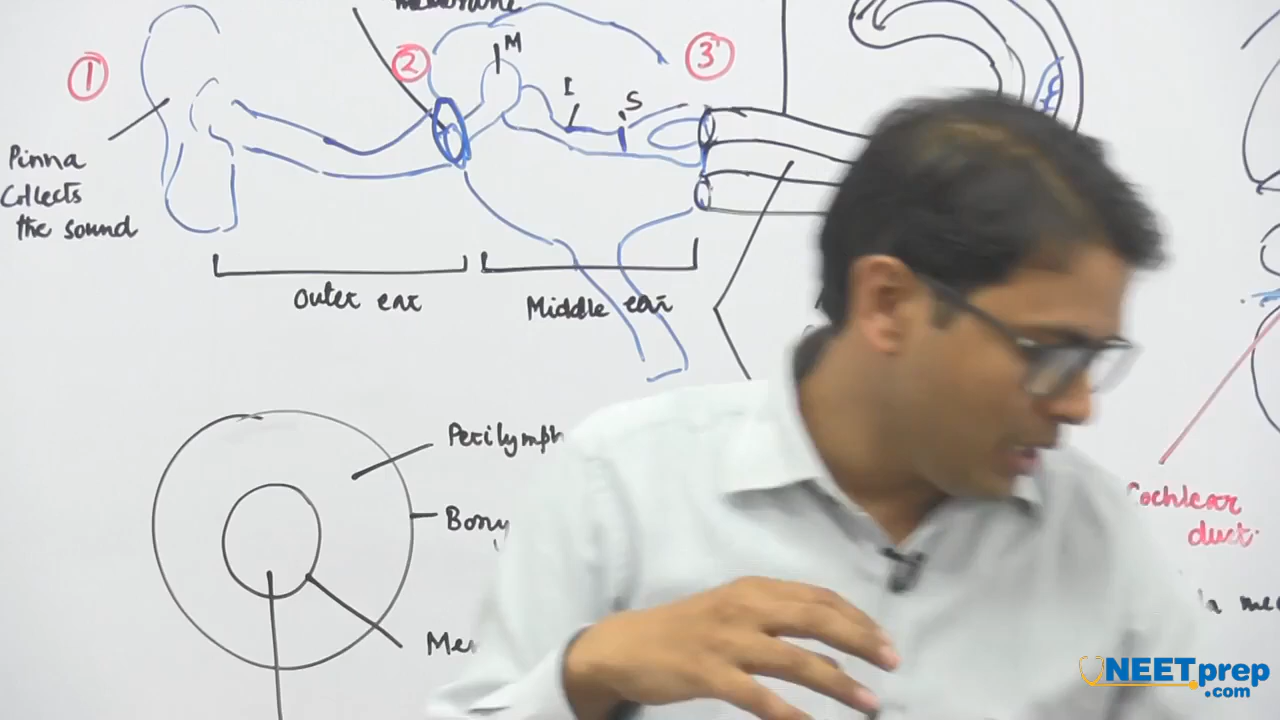 membrane
M
1
2
3
I
S
Pinna
Collects
the sound
Outer ear
Middle ear
Perilymph
Bony
Cochlear
duct
NEETprep
.com